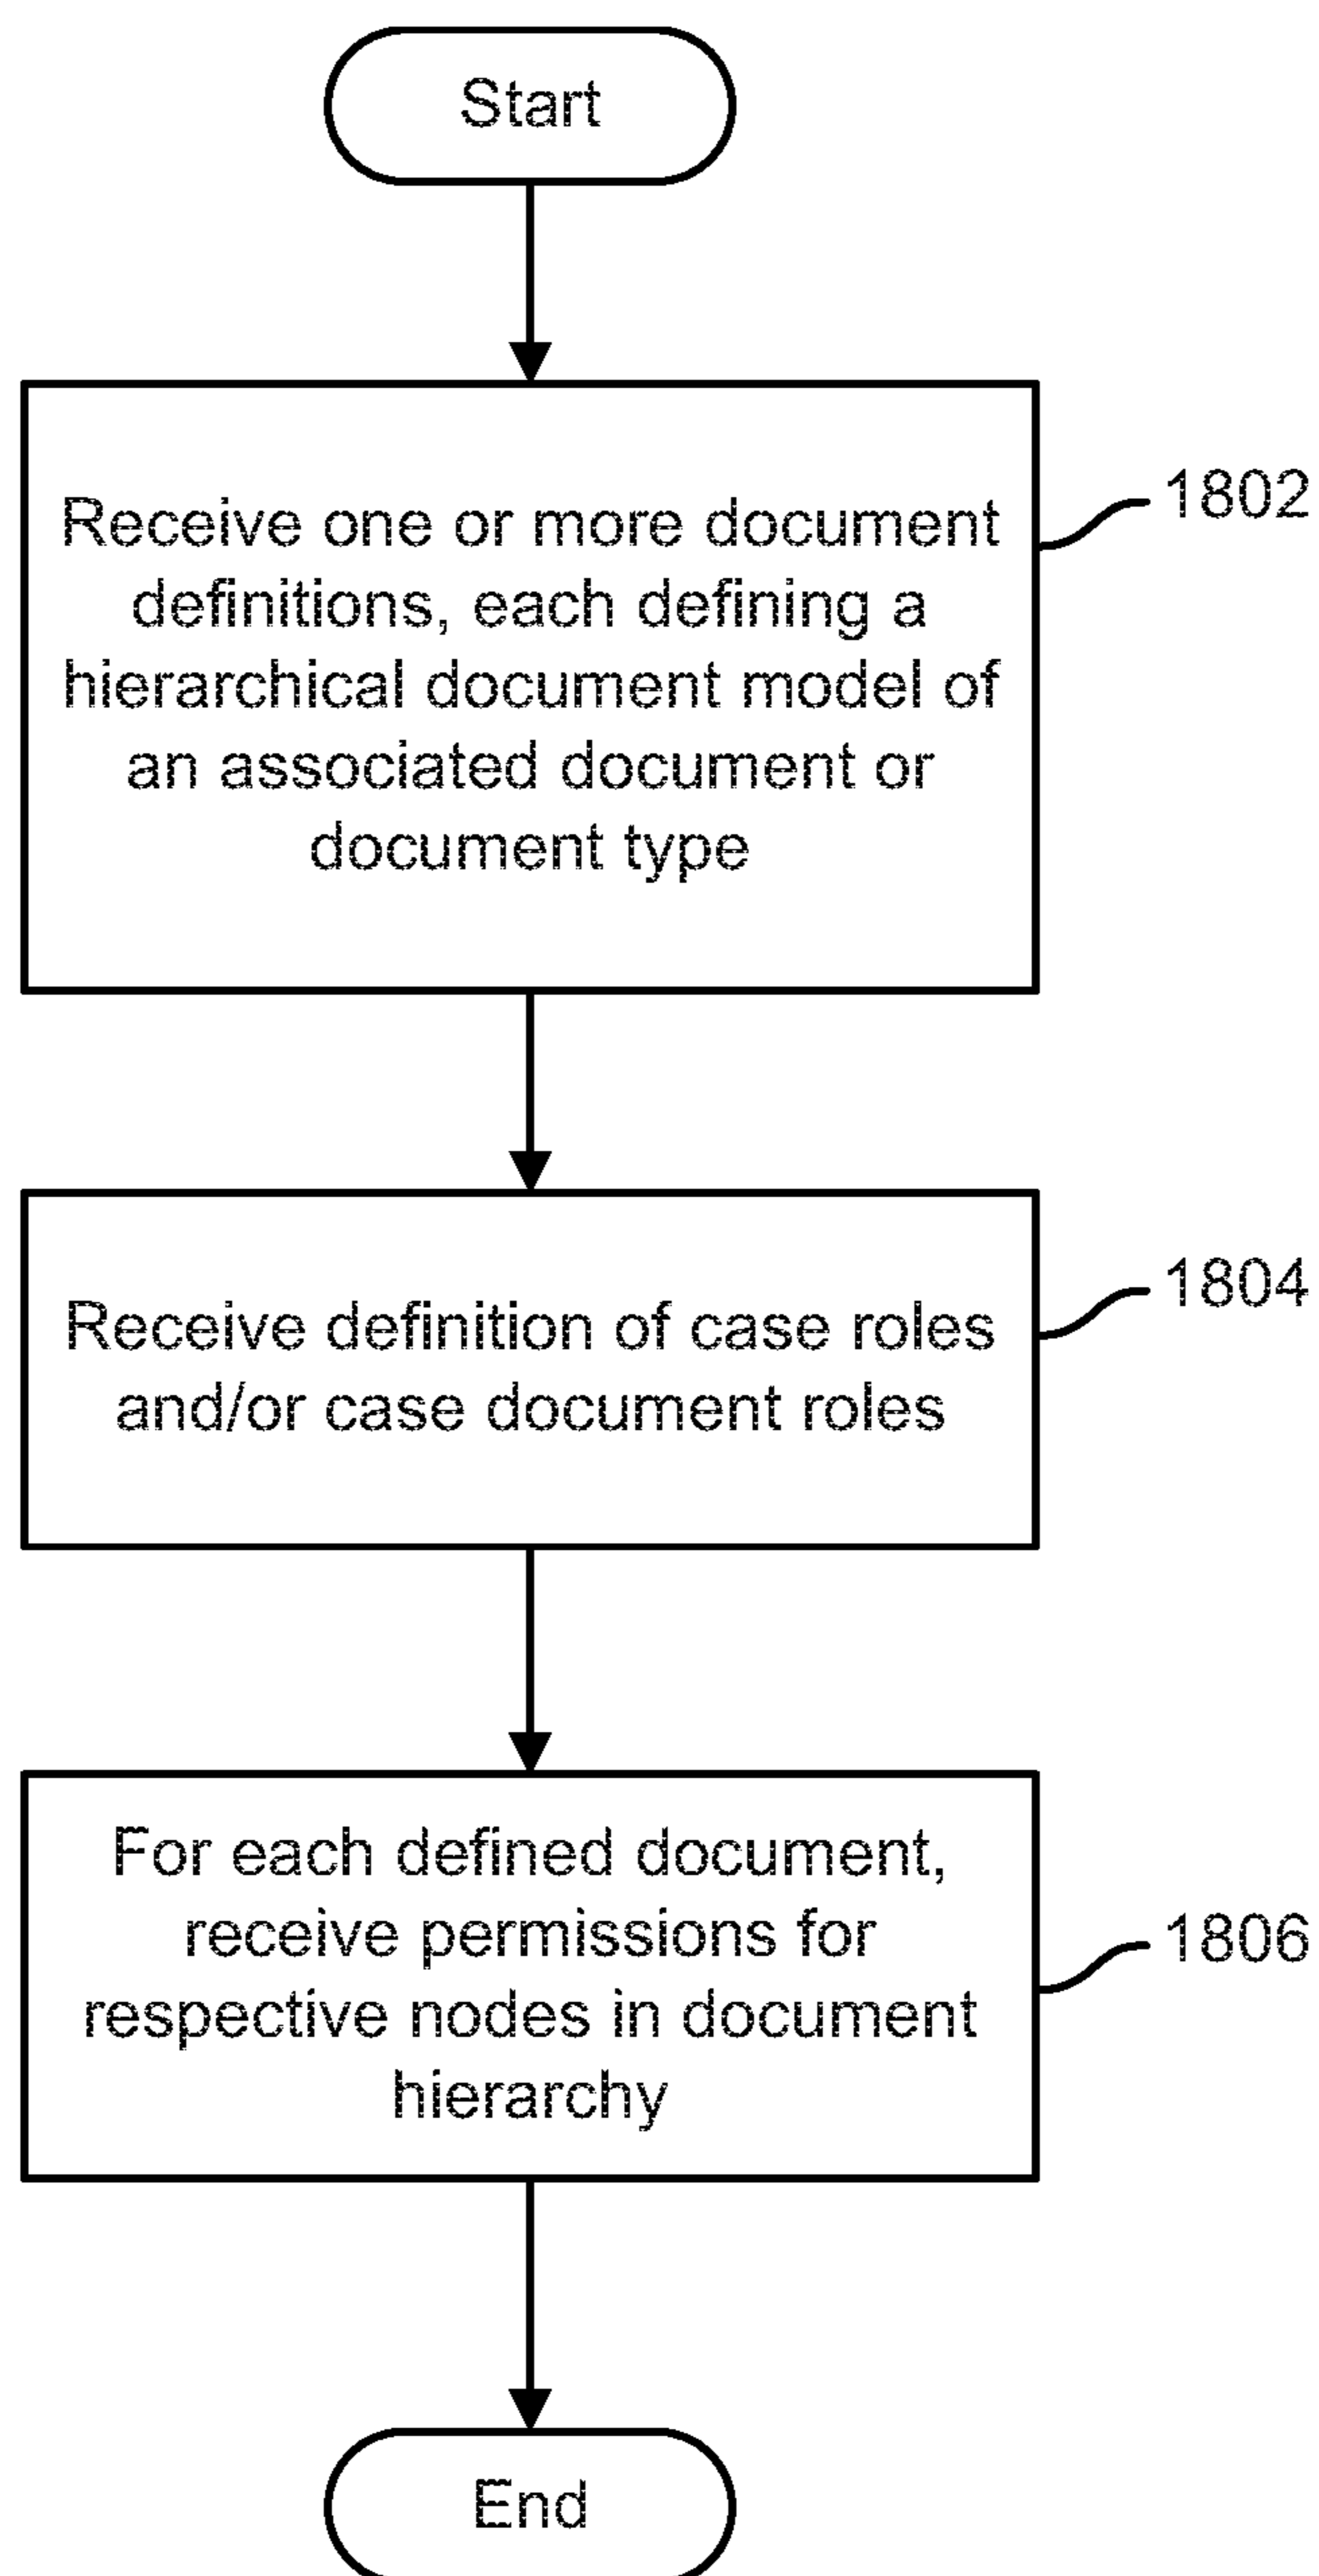 Start
Receive one or more document
definitions, each defining a
hierarchical document model of
an associated document or
document type
1802
Receive definition of case roles
and/or case document roles
1804
For each defined document,
receive permissions for
respective nodes in document
hierarchy
1806
End